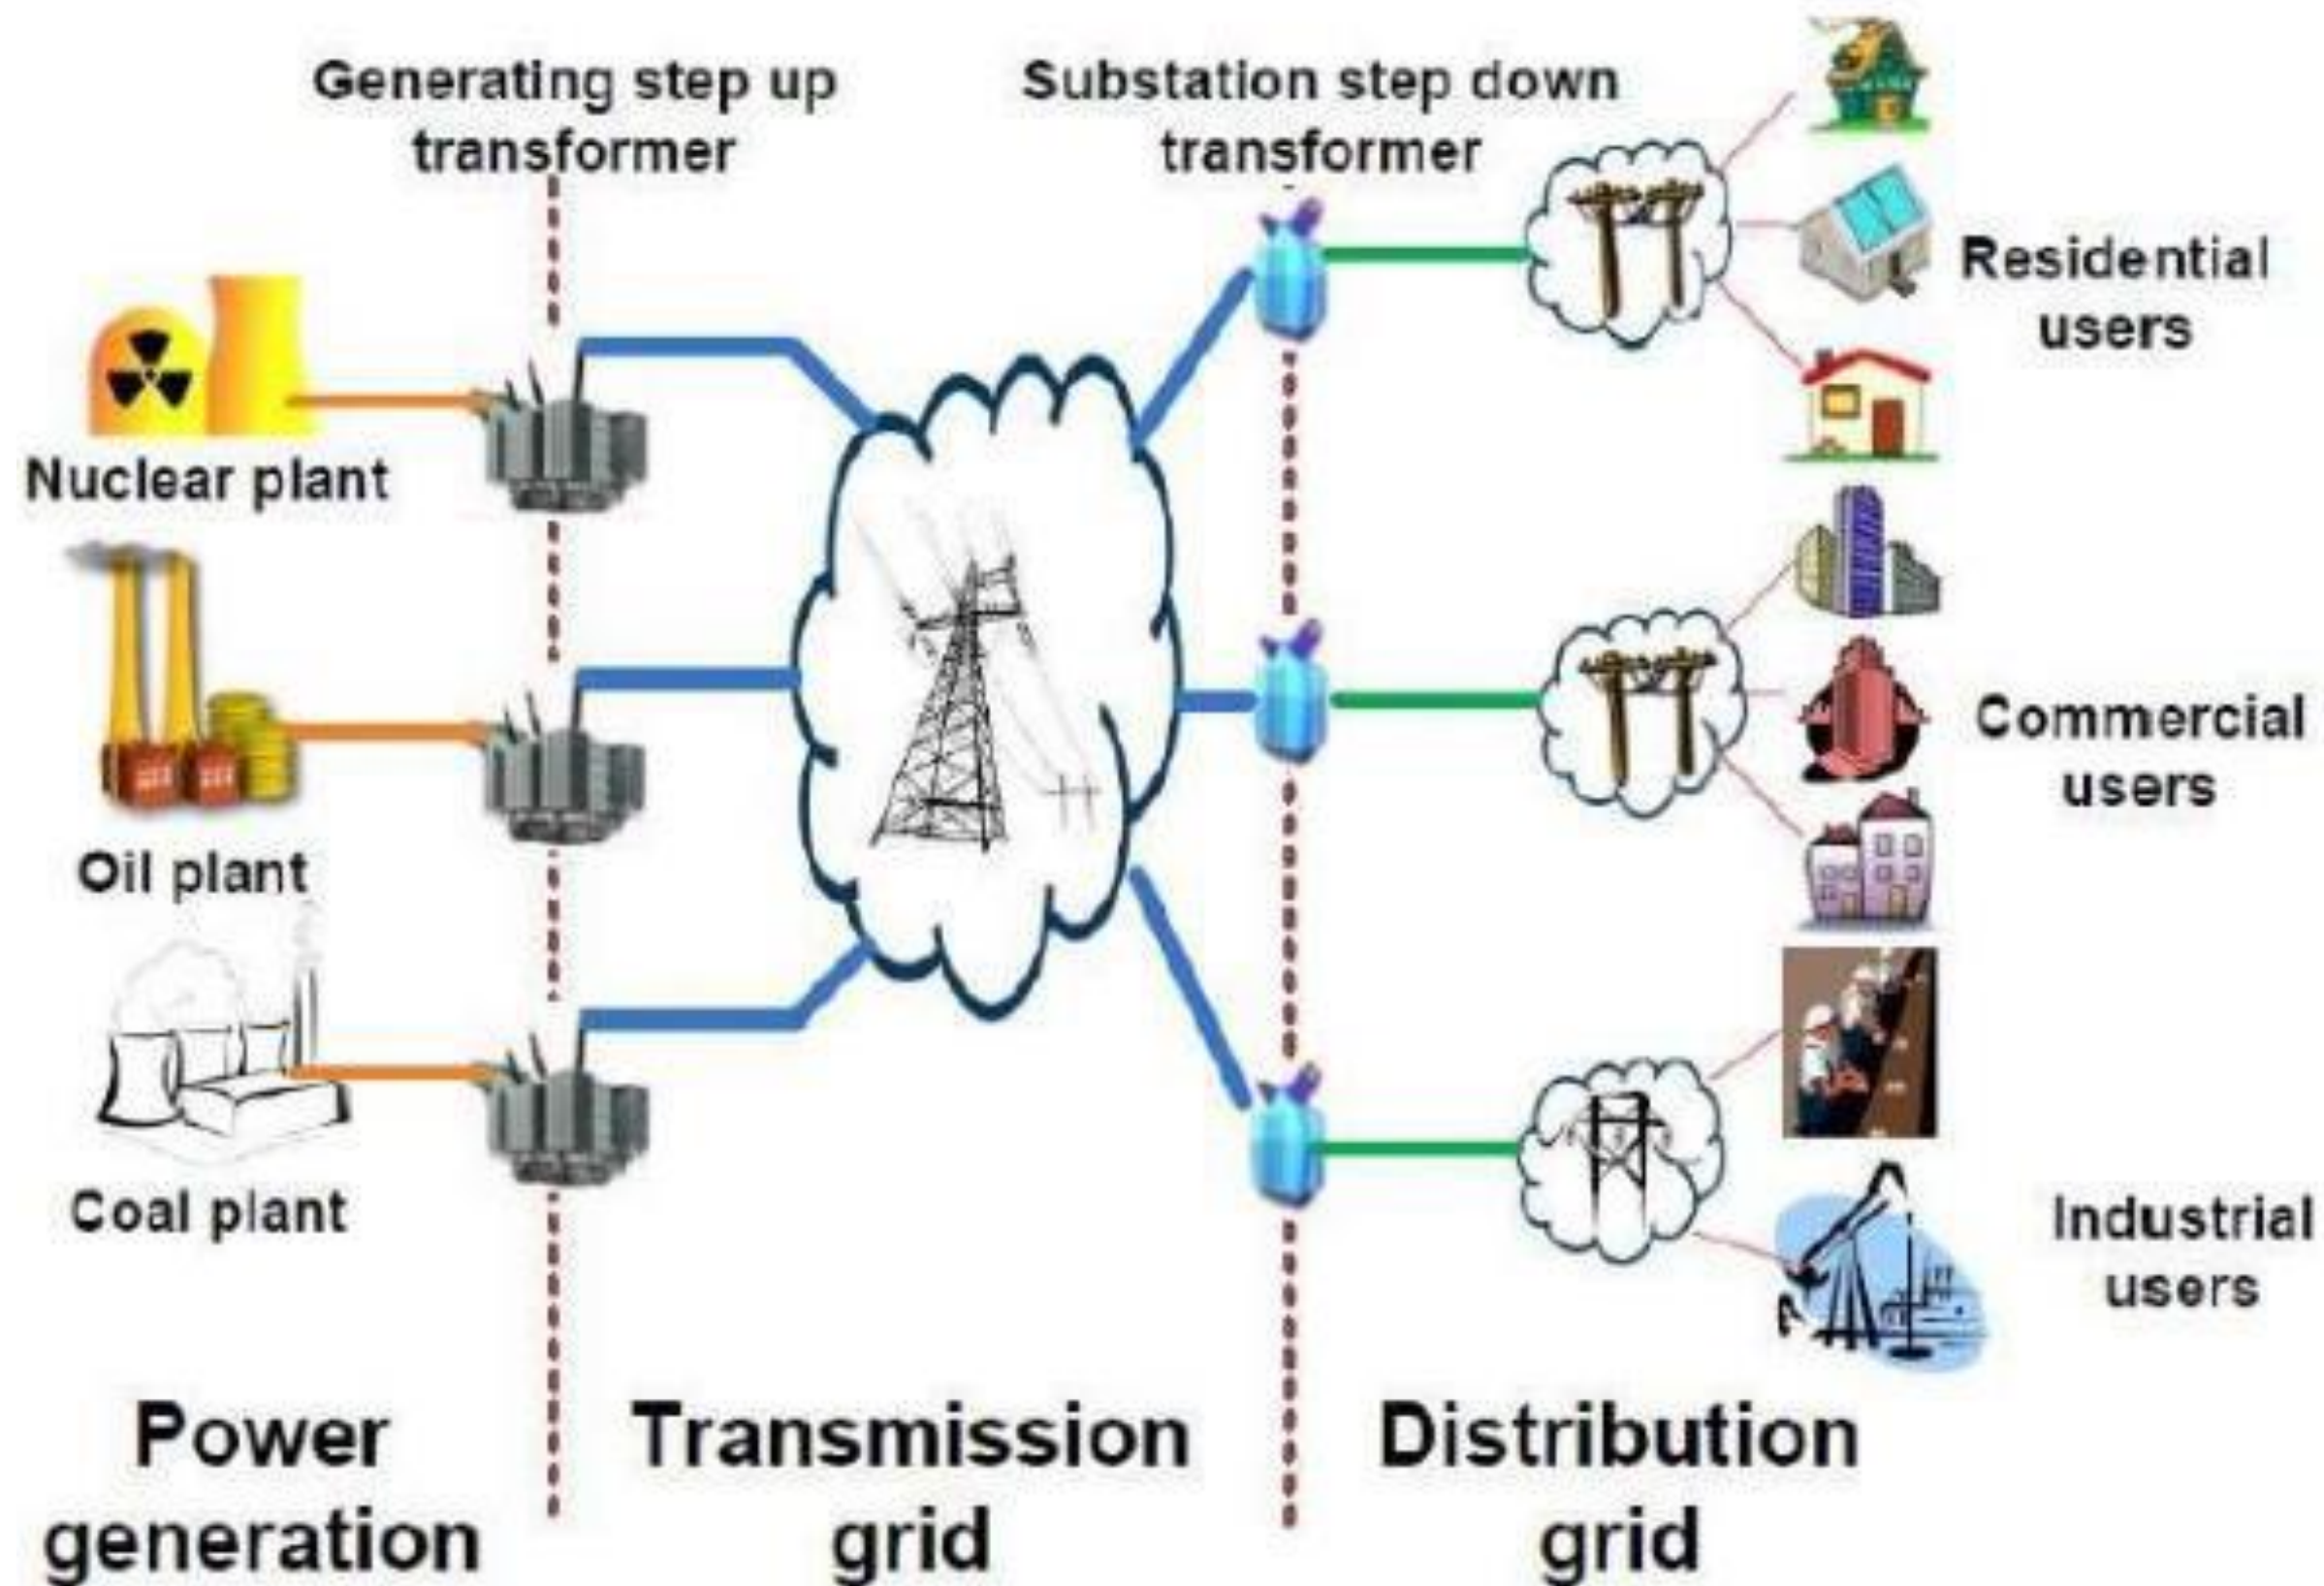 Generating step up
transformer
Substation step down
transformer
Residential
users
Nuclear plant
Commercial
users
Oil plant
Coal plant
Industrial
users
Power
generation
Transmission
grid
Distribution
grid